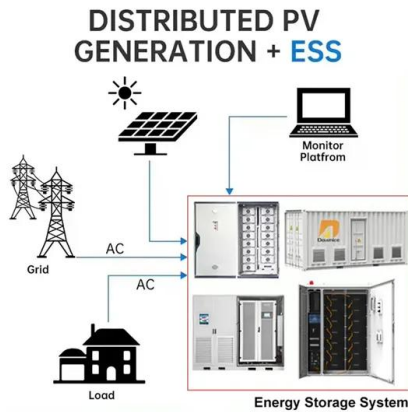 DISTRIBUTED PV
GENERATION + ESS
Monitor
Platfrom
AC
Grid
AC
Load
Energy Storage System